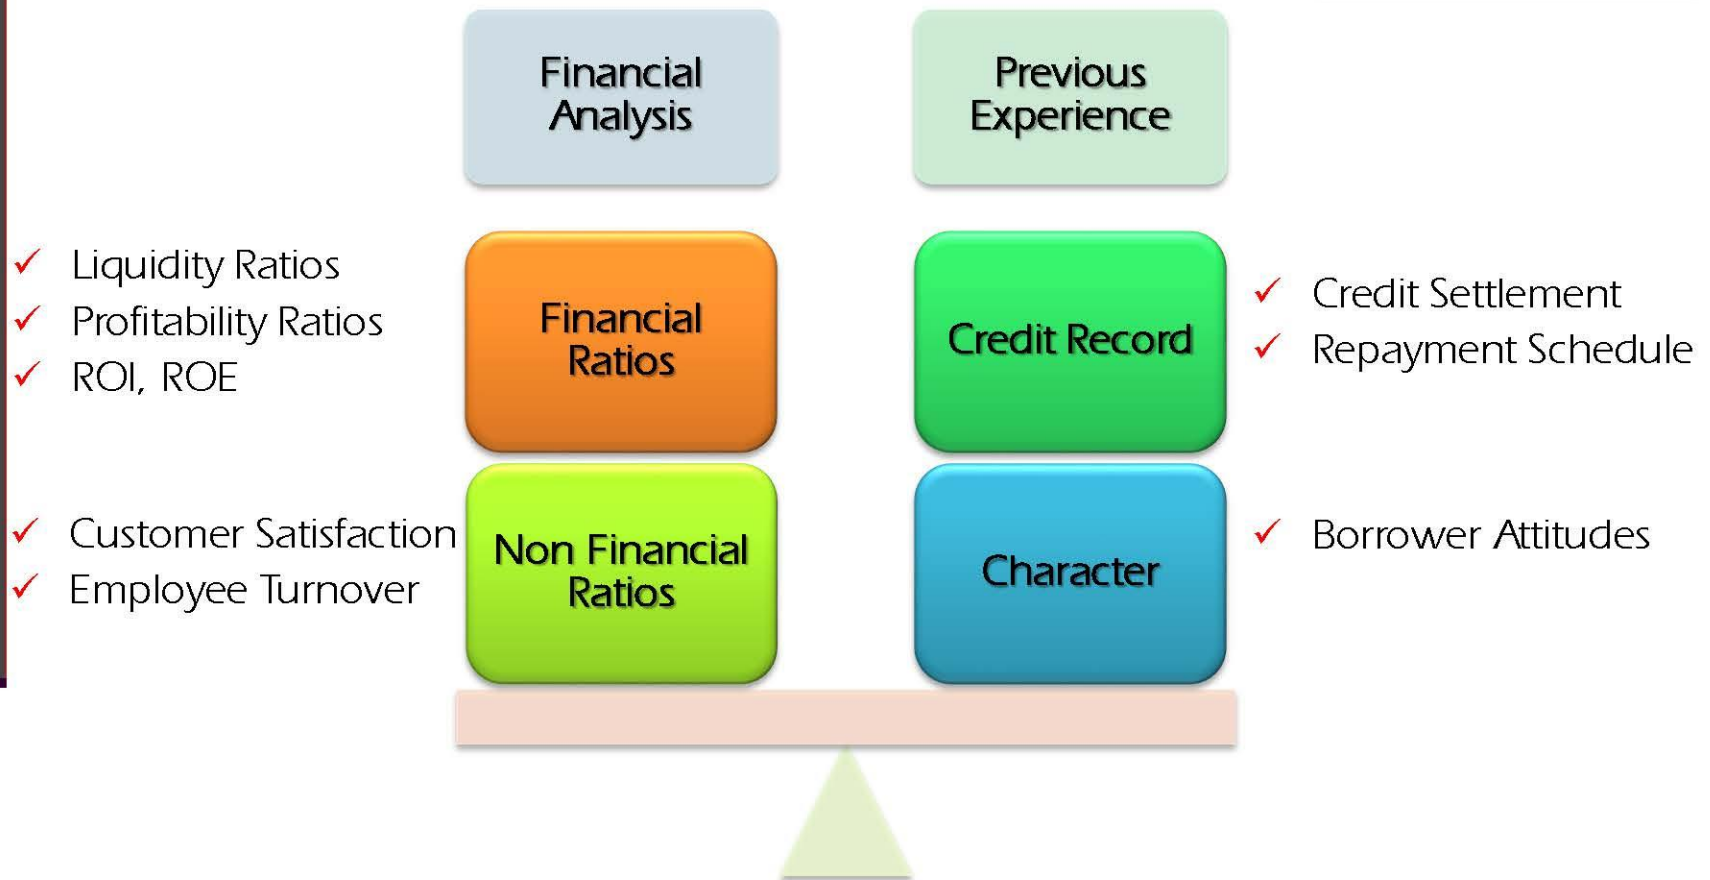 Financial
Analysis
Previous
Experience
✓ Liquidity Ratios
✓ Profitability Ratios
✓ ROI, ROE
Financial
Ratios
Credit Record
✓ Credit Settlement
✓ Repayment Schedule
✓ Customer Satisfaction
✓ Employee Turnover
Non Financial
Ratios
Character
✓ Borrower Attitudes